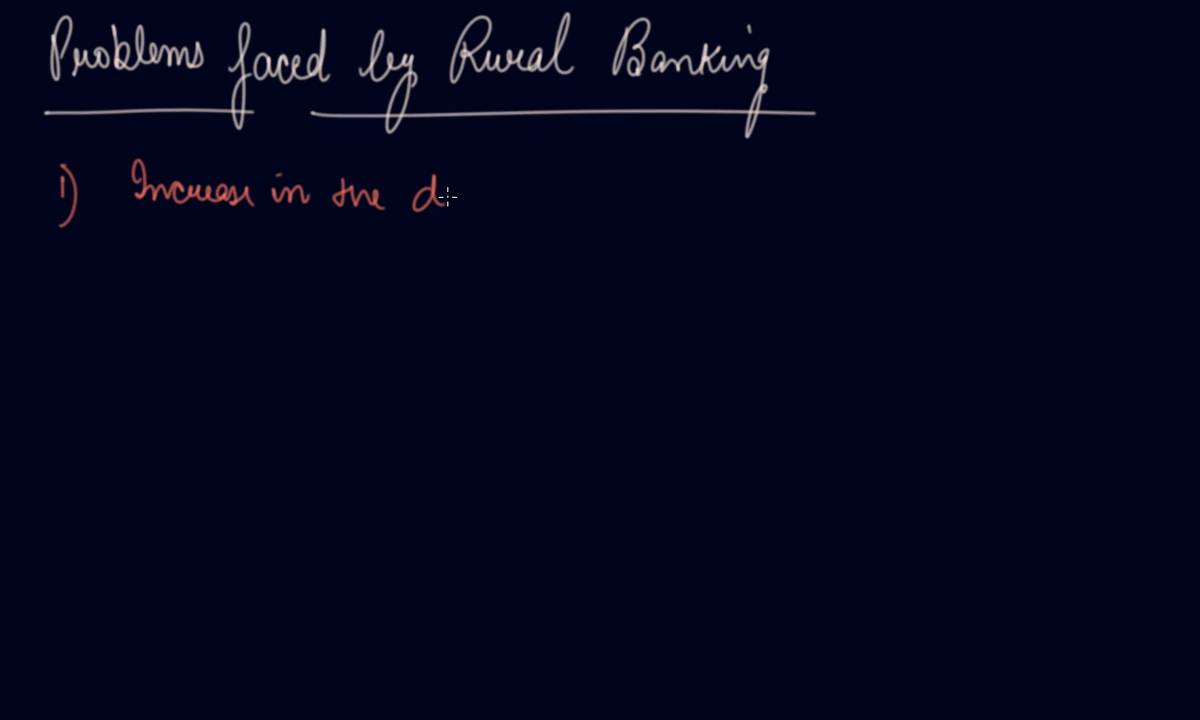 Problems faced by Rural Banking
1) Increase in the d